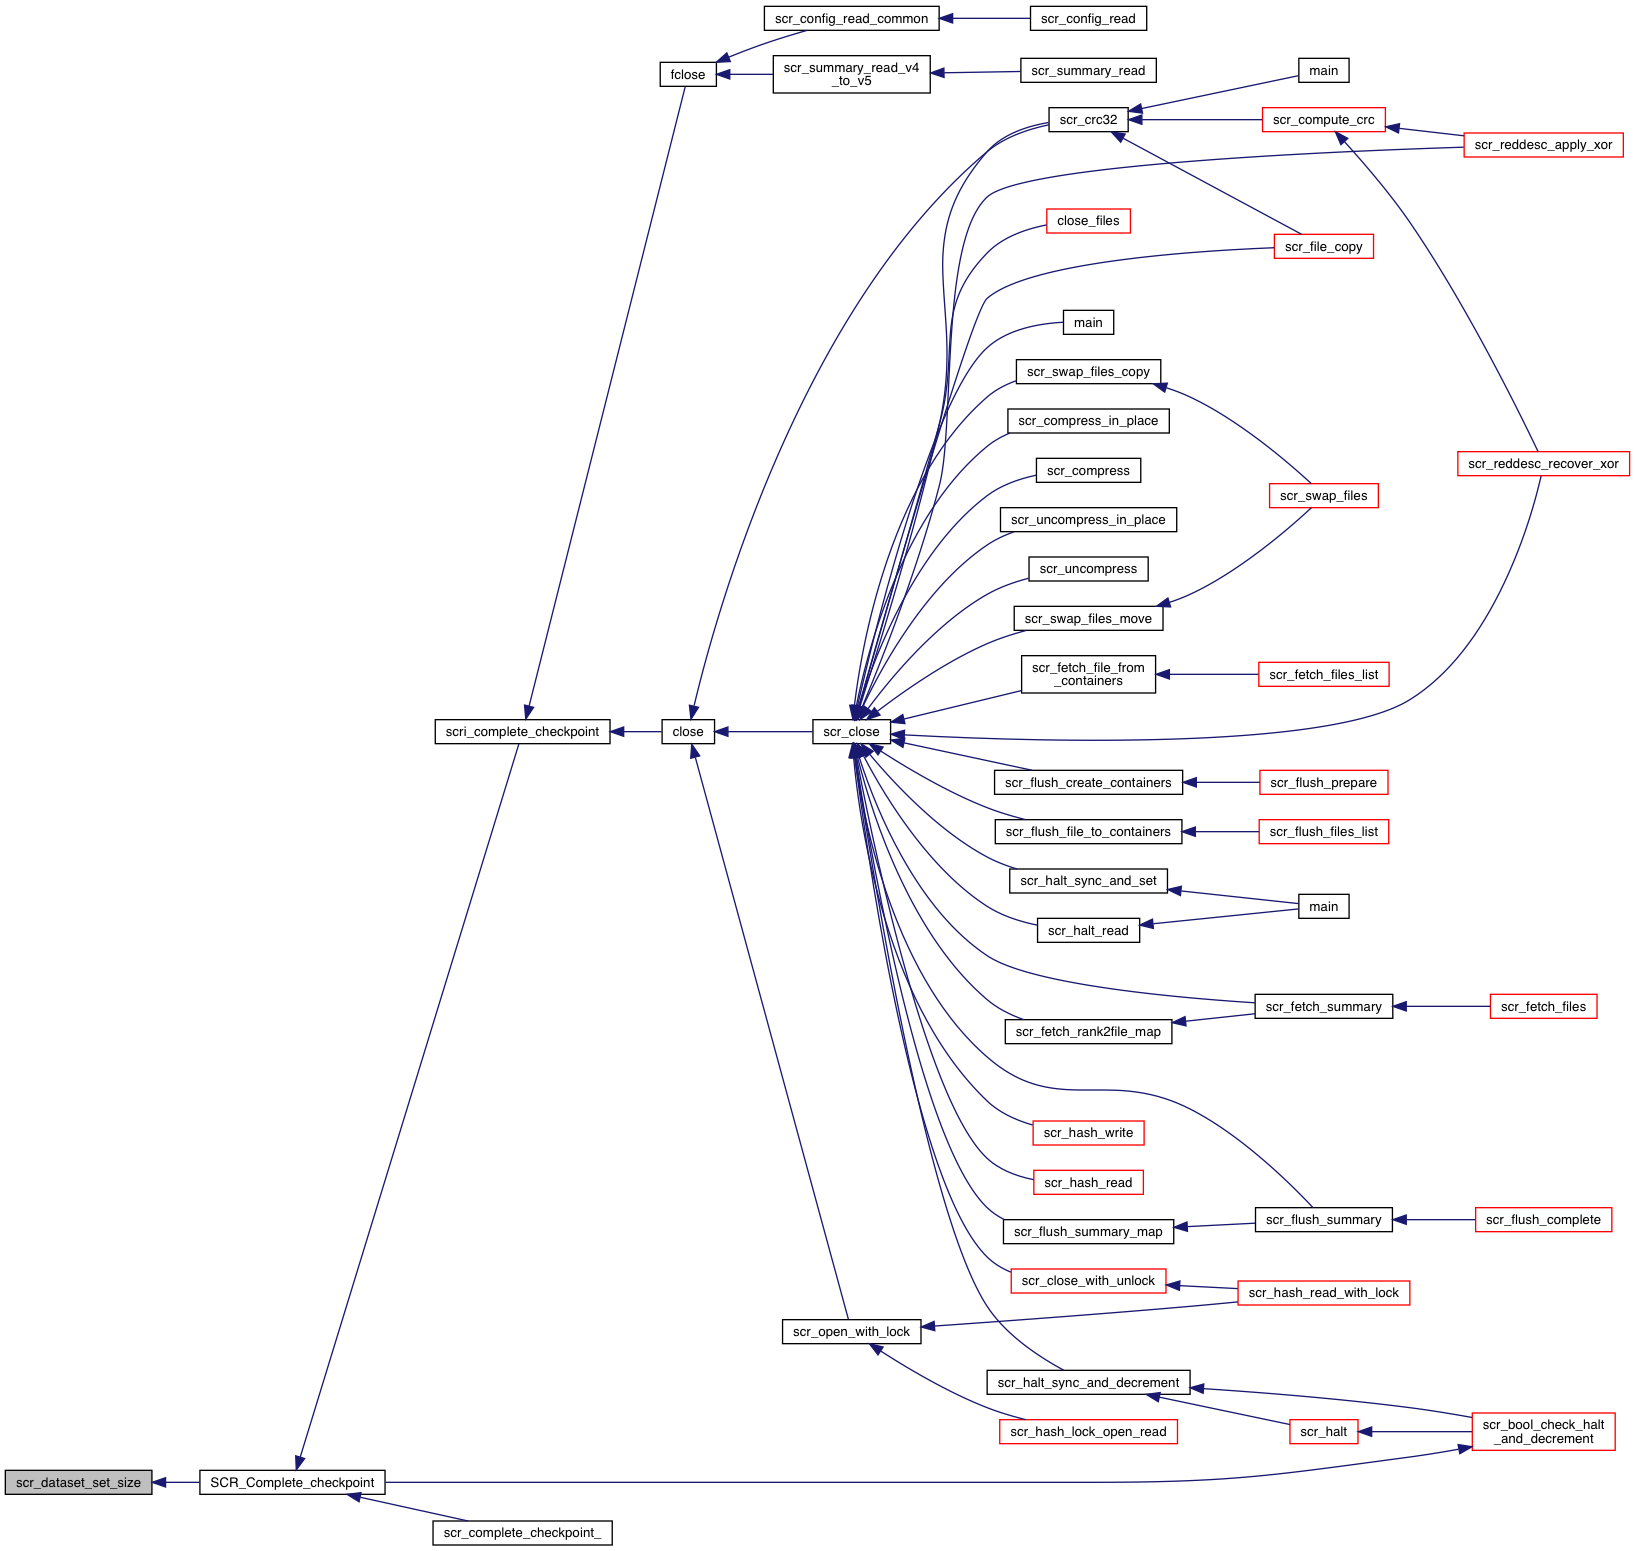 scr_config_read_common
scr_config_read
fclose
scr_summary_read_v4
_to_v5
scr_summary_read
main
scr_crc32
scr_compute_crc
scr_reddesc_apply_xor
close_files
scr_file_copy
main
scr_swap_files_copy
scr_compress_in_place
scr_compress
scr_reddesc_recover_xor
scr_swap_files
scr_uncompress_in_place
scr_uncompress
scr_swap_files_move
scr_fetch_file_from
_containers
scr_fetch_files_list
scri_complete_checkpoint
close
scr_close
scr_flush_create_containers
scr_flush_prepare
scr_flush_file_to_containers
scr_flush_files_list
scr_halt_sync_and_set
main
scr_halt_read
scr_fetch_summary
scr_fetch_files
scr_fetch_rank2file_map
scr_hash_write
scr_hash_read
scr_flush_summary_map
scr_flush_summary
scr_flush_complete
scr_close_with_unlock
scr_hash_read_with_lock
scr_open_with_lock
scr_halt_sync_and_decrement
scr_hash_lock_open_read
scr_halt
scr_bool_check_halt
_and_decrement
scr_dataset_set_size
SCR_Complete_checkpoint
scr_complete_checkpoint_